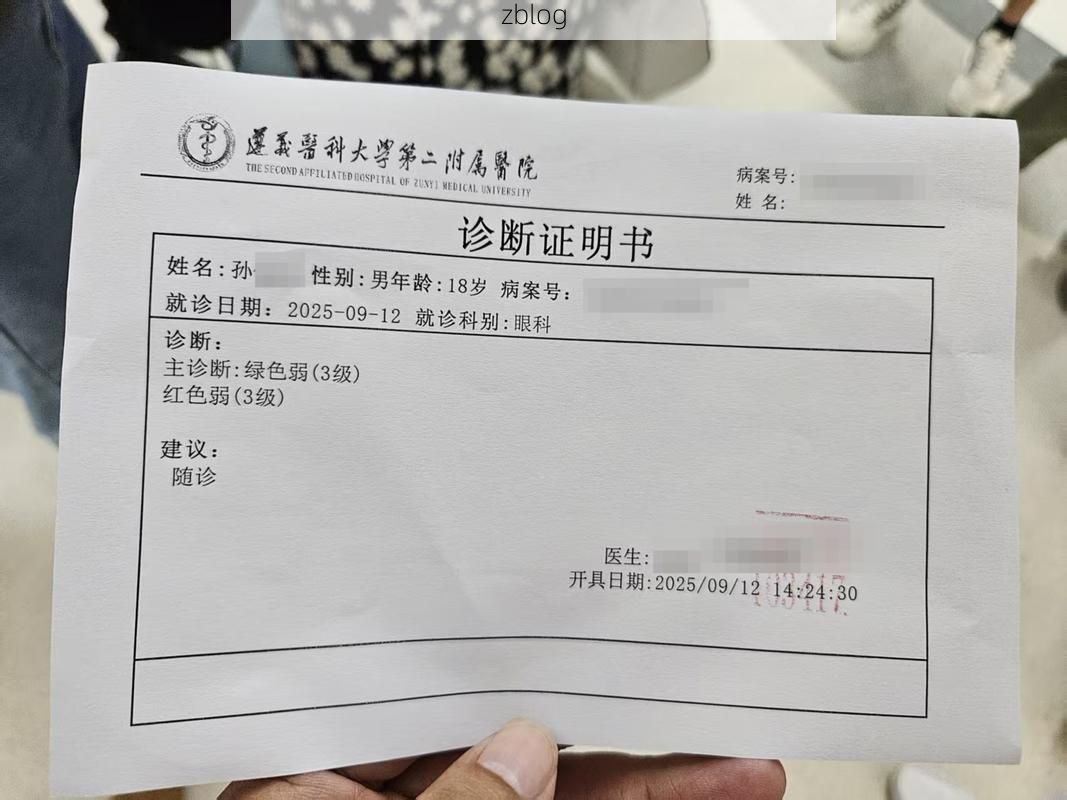 zblog
遵義醫科大學第二附属醫院
THE SECOND AFFILIATED HOSPITAL OF ZUNYI MEDICAL UNIVERSITY
病案号:
姓 名:
诊断证明书
姓名:孙 性别:男年龄:18岁 病案号:
就诊日期: 2025-09-12 就诊科别:眼科
诊断:
主诊断:绿色弱(3级)
红色弱(3级)
建议:
随诊
医生:
开具日期:2025/09/12 14:24:30